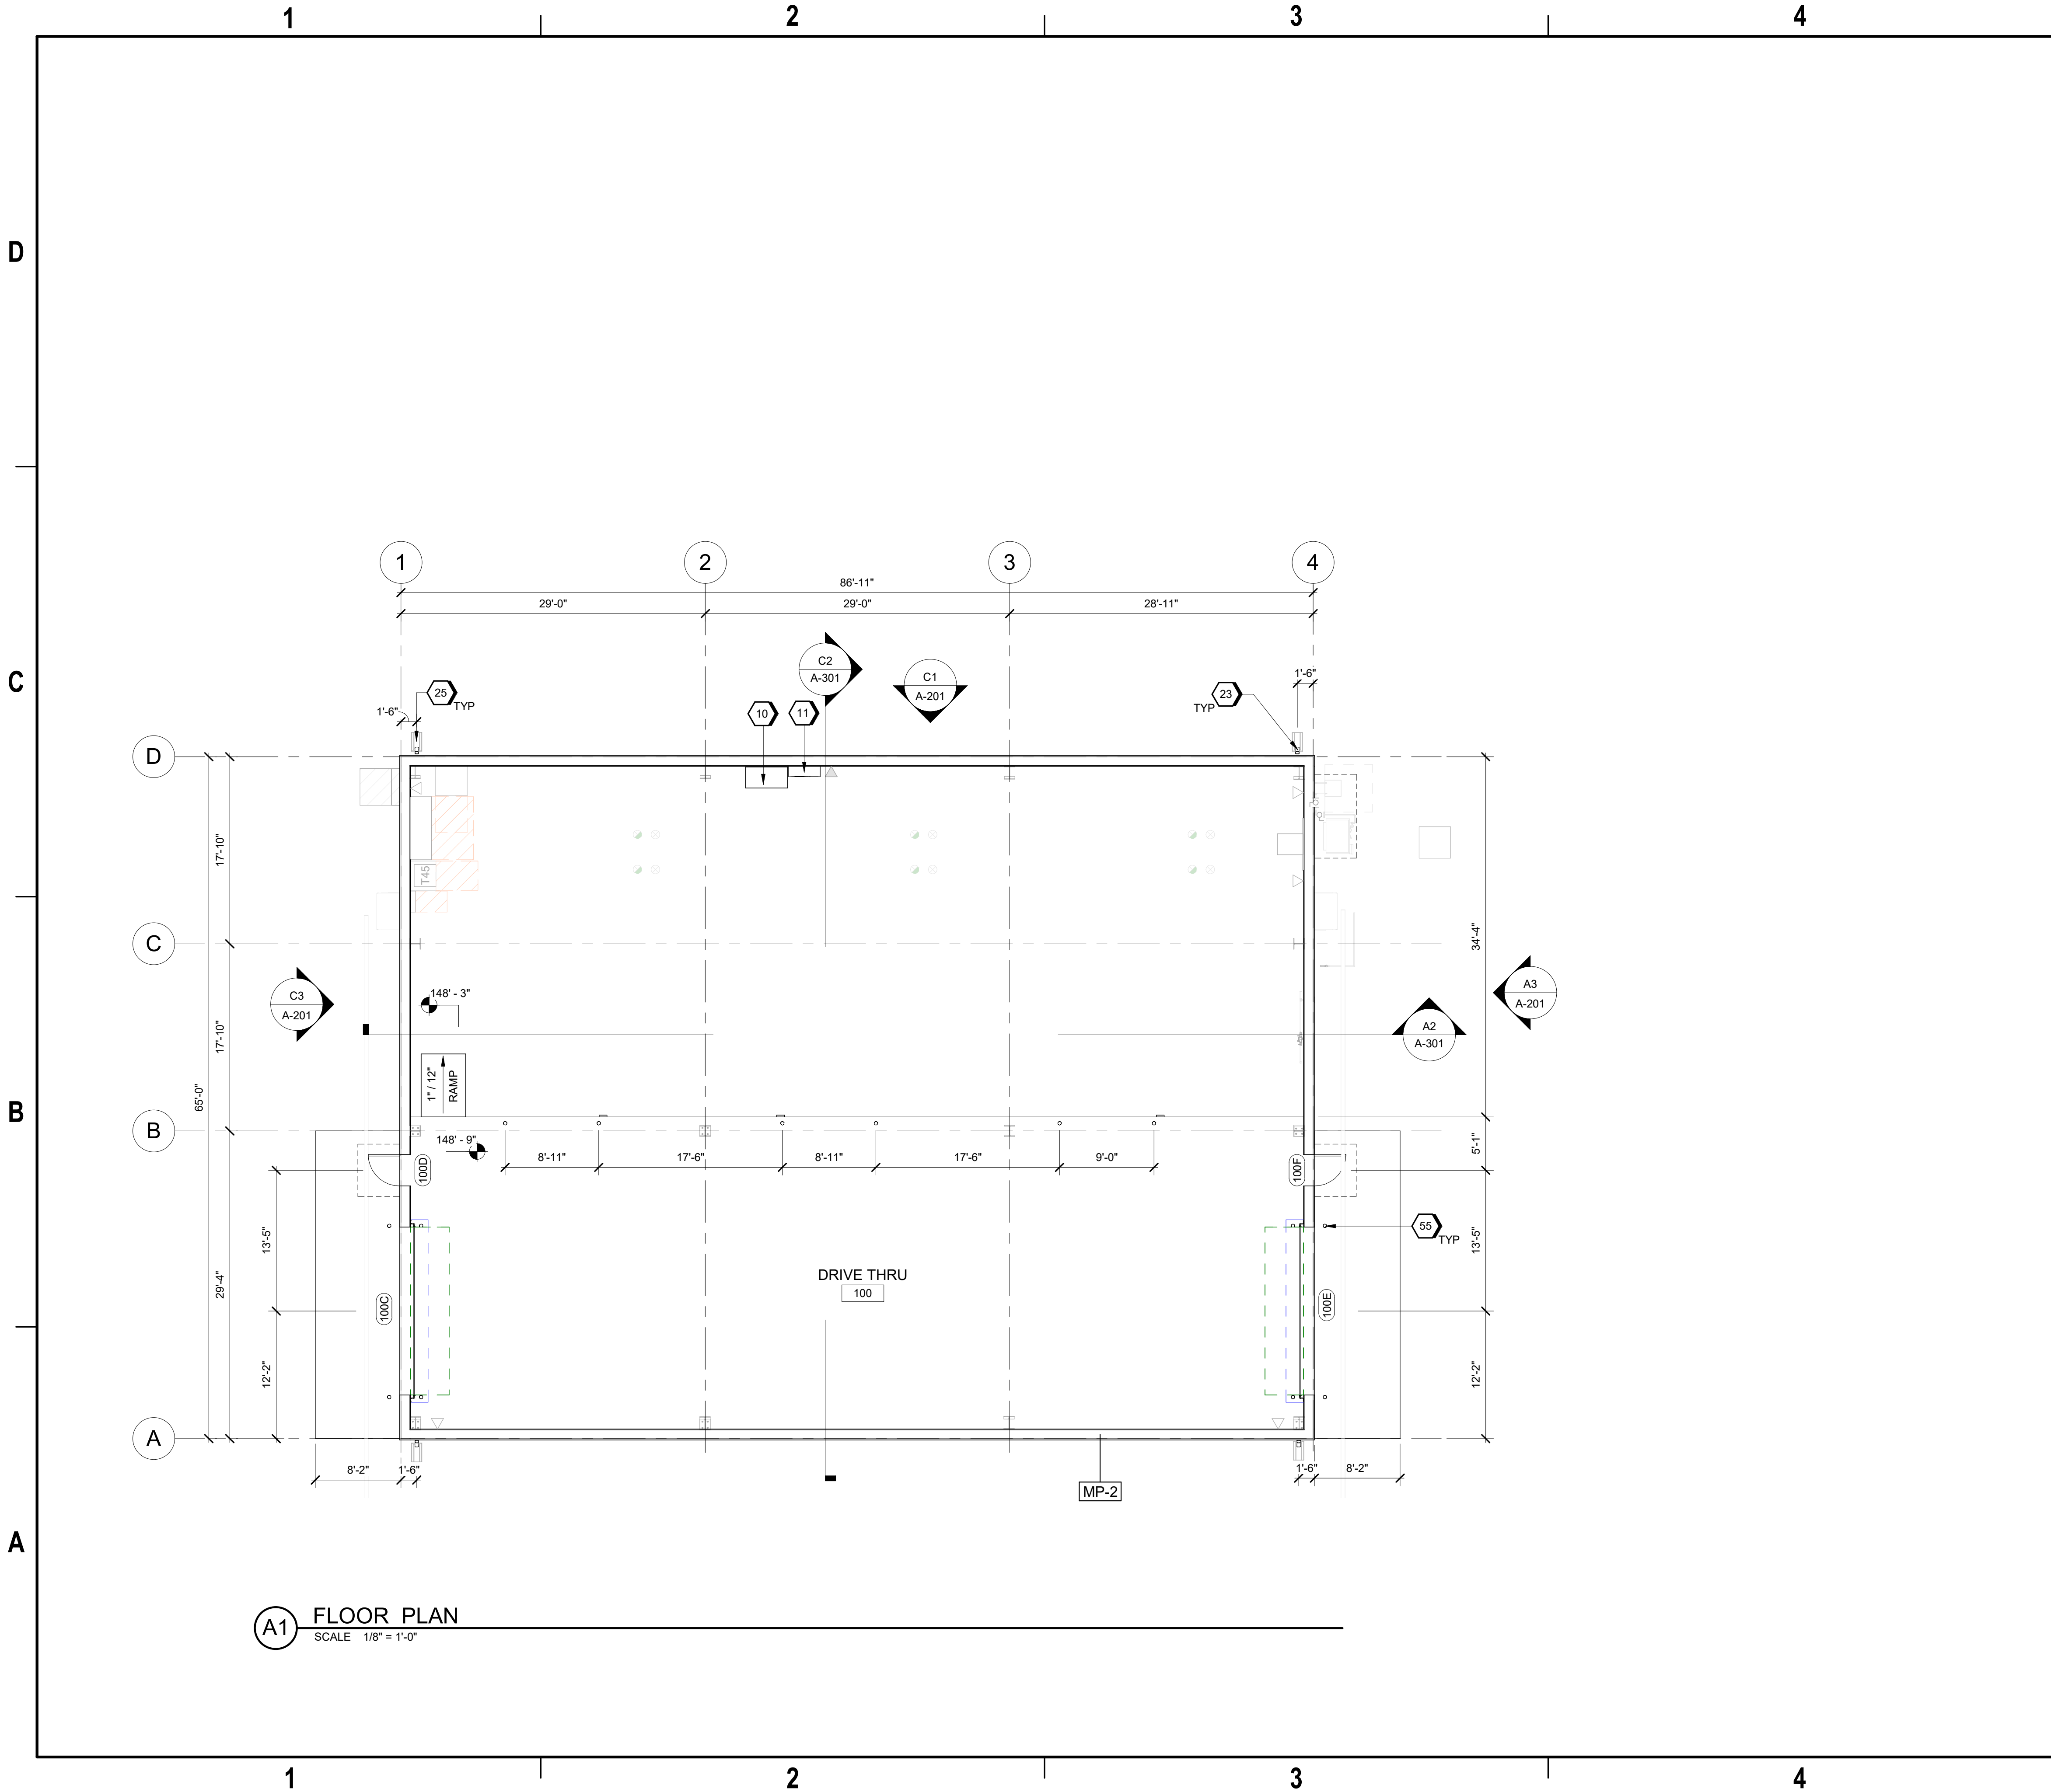 1 2 3 4
D
1 2 3 4
86'-11"
29'-0" 29'-0" 28'-11"
C2
A-301
C1
A-201
C
1'-6"
25
TYP
23
TYP
1'-6"
10
11
D
17'-10"
T45
C
34'-4"
C3
A-201
148' - 3"
A3
A-201
A2
A-301
17'-10"
1" / 12"
RAMP
65'-0"
B
B
148' - 9"
5'-1"
8'-11" 17'-6" 8'-11" 17'-6" 9'-0"
100D
100F
55
TYP
13'-5"
13'-5"
29'-4"
DRIVE THRU
100
100C
100E
12'-2"
12'-2"
A
8'-2" 1'-6"
1'-6" 8'-2"
MP-2
A
A1
FLOOR PLAN
SCALE 1/8" = 1'-0"
1 2 3 4